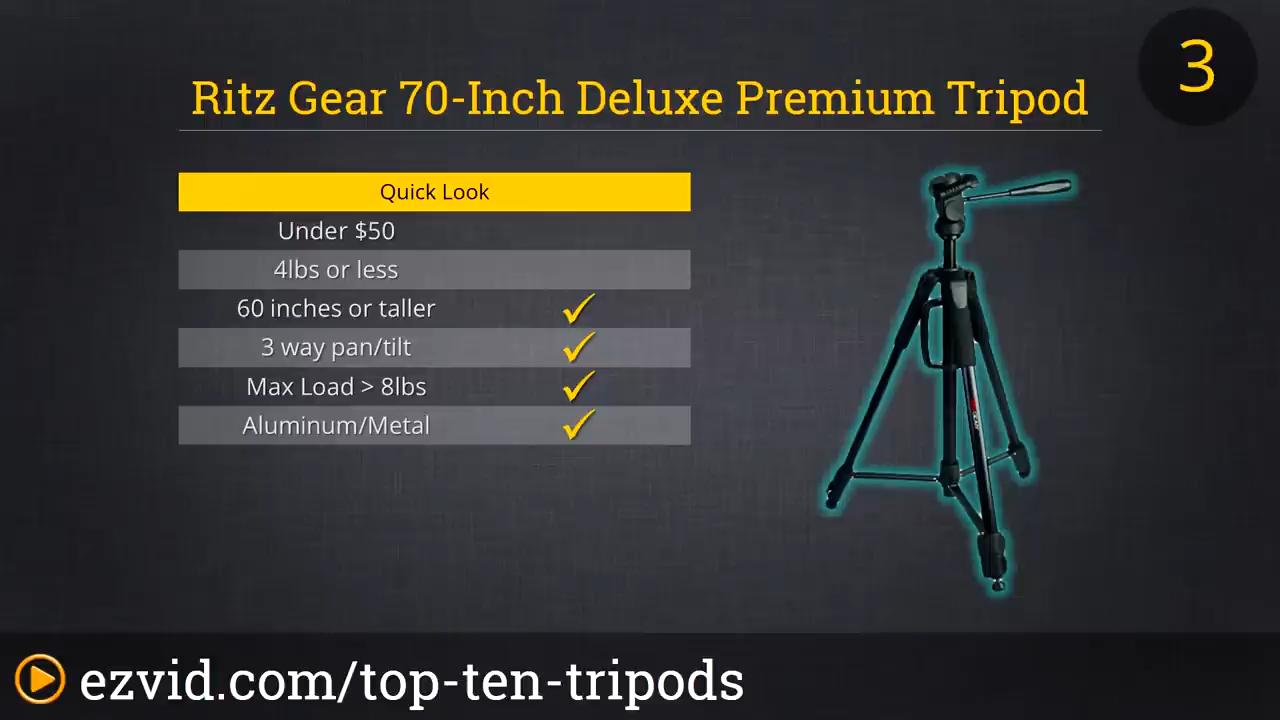 3
Ritz Gear 70-Inch Deluxe Premium Tripod
Quick Look
Under $50
4lbs or less
60 inches or taller
3 way pan/tilt
Max Load > 8lbs
Aluminum/Metal
ezvid.com/top-ten-tripods